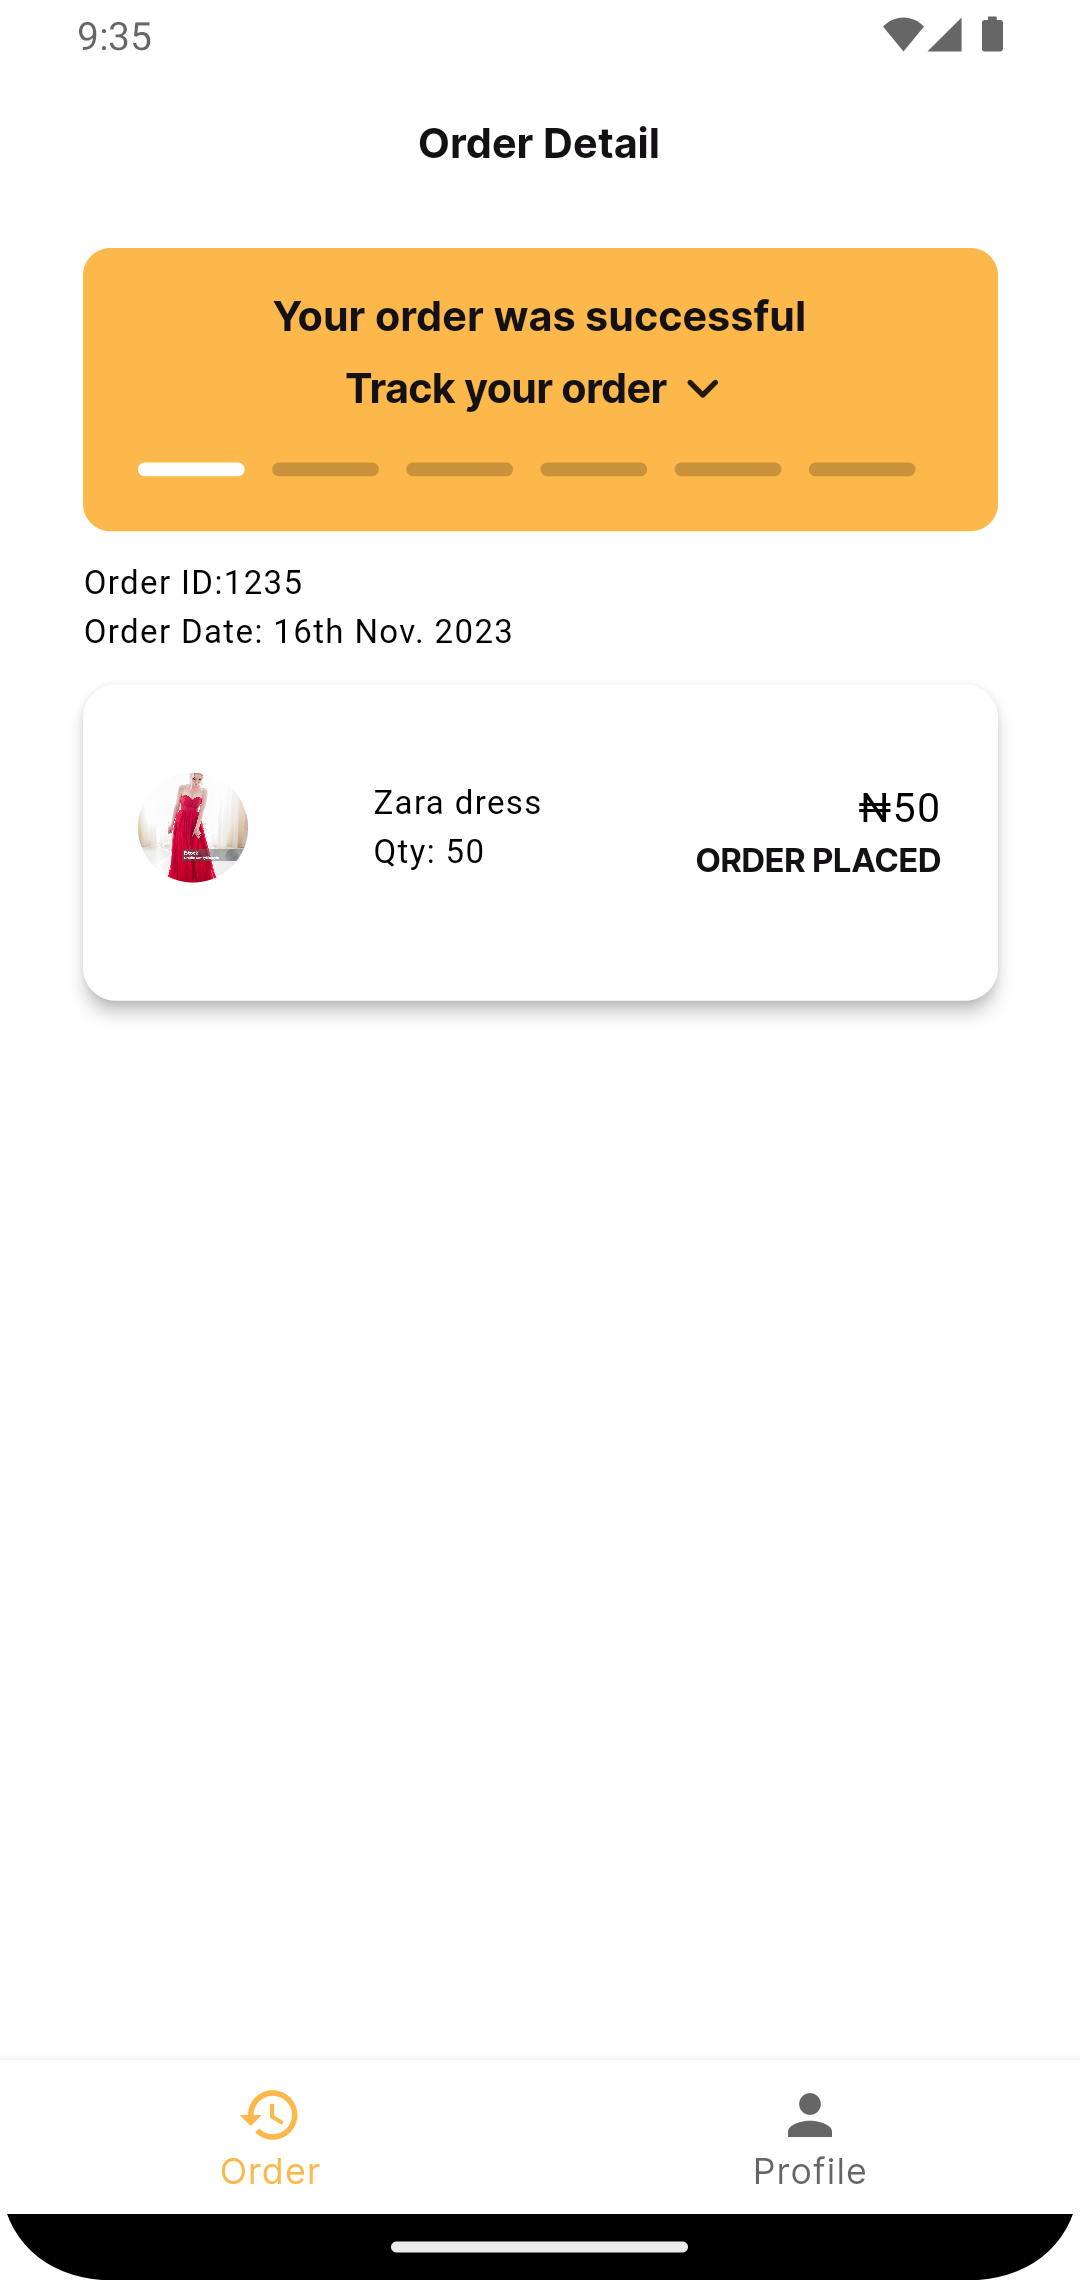 9:35
Order Detail
Your order was successful
Track your order
Order ID:1235
Order Date: 16th Nov. 2023
Zara dress
Qty: 50
₦50
ORDER PLACED
iStock
Order
Profile